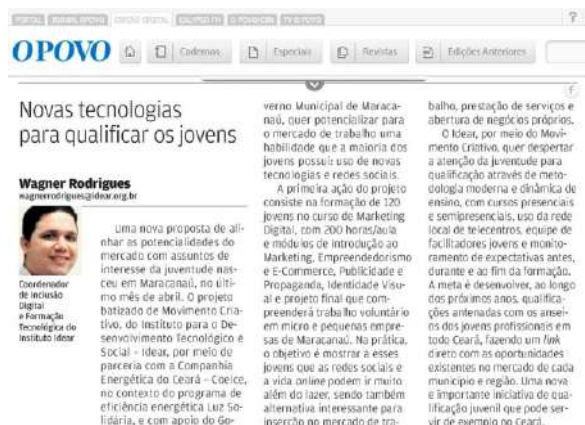 PORTAL
JORNAL OPOVO
EDIÇÃO DIGITAL
CALYPSO FM
O POVO/CBN
TV O POVO
?
O POVO
Cadernos
Especiais
Revistas
Edições Anteriores
Novas tecnologias
para qualificar os jovens
Wagner Rodrigues
wagnerrodrigues@idear.org.br
Coordenador
de Inclusão
Digital
e Formação
Tecnológica do
Instituto Idear
Uma nova proposta de ali-
nhar as potencialidades do
mercado com assuntos de
interesse da juventude nas-
ceu em Maracanaú, no últi-
mo mês de abril. O projeto
batizado de Movimento Cria-
tivo, do Instituto para o De-
senvolvimento Tecnológico e
Social - Idear, por meio de
parceria com a Companhia
Energética do Ceará - Coelce,
no contexto do programa de
eficiência energética Luz So-
lidária, e com apoio do Go-
verno Municipal de Maraca-
naú, quer potencializar para
o mercado de trabalho uma
habilidade que a maioria dos
jovens possui: uso de novas
tecnologias e redes sociais.
A primeira ação do projeto
consiste na formação de 120
jovens no curso de Marketing
Digital, com 200 horas/aula
e módulos de introdução ao
Marketing, Empreendedorismo
e E-Commerce, Publicidade e
Propaganda, Identidade Visu-
al e projeto final que com-
preenderá trabalho voluntário
em micro e pequenas empre-
sas de Maracanaú. Na prática,
o objetivo é mostrar a esses
jovens que as redes sociais e
a vida online podem ir muito
além do lazer, sendo também
alternativa interessante para
inserção no mercado de tra-
balho, prestação de serviços e
abertura de negócios próprios.
O Idear, por meio do Movi-
mento Criativo, quer despertar
a atenção da juventude para
qualificação através de meto-
dologia moderna e dinâmica de
ensino, com cursos presenciais
e semipresenciais, uso da rede
local de telecentros, equipe de
facilitadores jovens e monito-
ramento de expectativas antes,
durante e ao fim da formação.
A meta é desenvolver, ao longo
dos próximos anos, qualifica-
ções antenadas com os ansei-
os dos jovens profissionais em
todo Ceará, fazendo um link
direto com as oportunidades
existentes no mercado de cada
município e região. Uma nova
e importante iniciativa de qua-
lificação juvenil que pode ser-
vir de exemplo no Ceará.